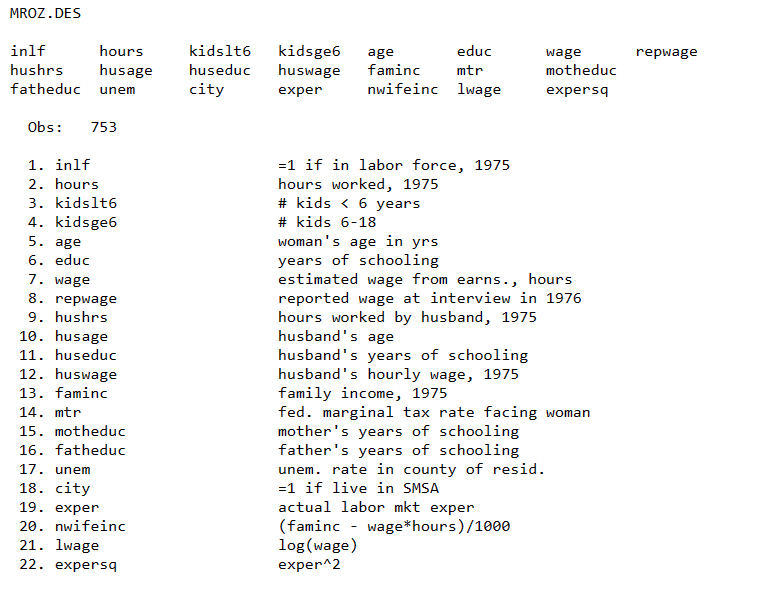 MROZ.DES
inlf hours kidslt6 kidsge6 age educ wage repwage
hushrs husage huseduc huswage faminc mtr motheduc
fatheduc unem city exper nwifeinc lwage expersq
Obs: 753
1. inlf =1 if in labor force, 1975
2. hours hours worked, 1975
3. kidslt6 # kids < 6 years
4. kidsge6 # kids 6-18
5. age woman's age in yrs
6. educ years of schooling
7. wage estimated wage from earns., hours
8. repwage reported wage at interview in 1976
9. hushrs hours worked by husband, 1975
10. husage husband's age
11. huseduc husband's years of schooling
12. huswage husband's hourly wage, 1975
13. faminc family income, 1975
14. mtr fed. marginal tax rate facing woman
15. motheduc mother's years of schooling
16. fatheduc father's years of schooling
17. unem unem. rate in county of resid.
18. city =1 if live in SMSA
19. exper actual labor mkt exper
20. nwifeinc (faminc - wage*hours)/1000
21. lwage log(wage)
22. expersq exper^2